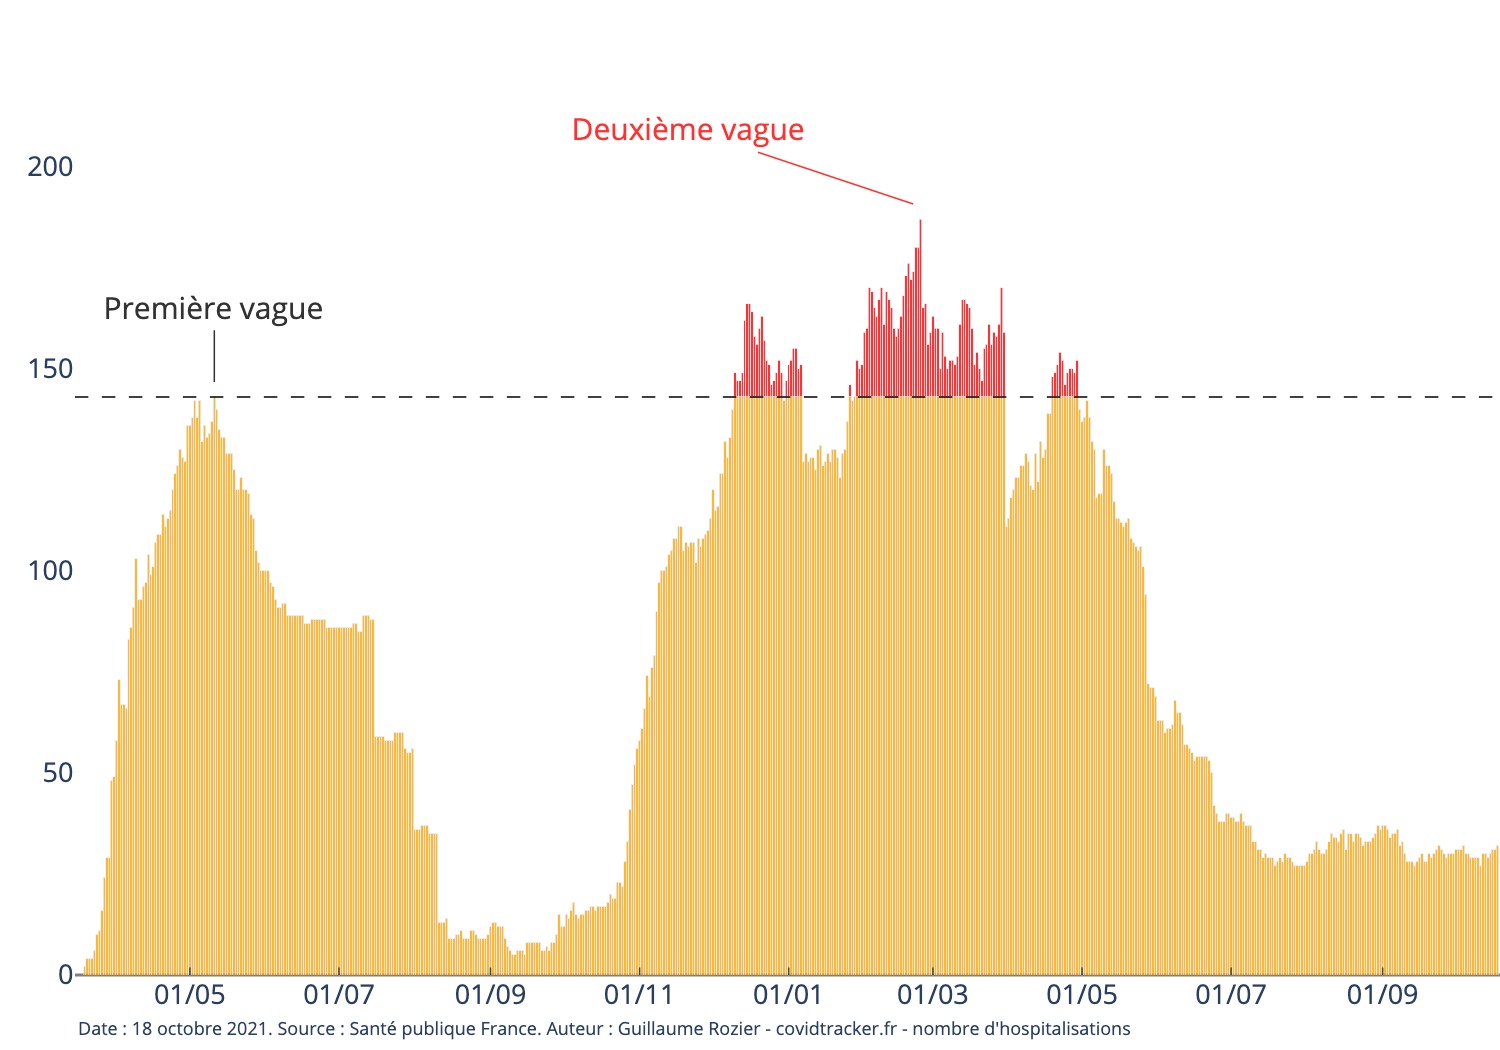 Deuxième vague
200
Première vague
150
100
50
0
01/05 01/07 01/09 01/11 01/01 01/03 01/05 01/07 01/09
Date : 18 octobre 2021. Source : Santé publique France. Auteur : Guillaume Rozier - covidtracker.fr - nombre d'hospitalisations